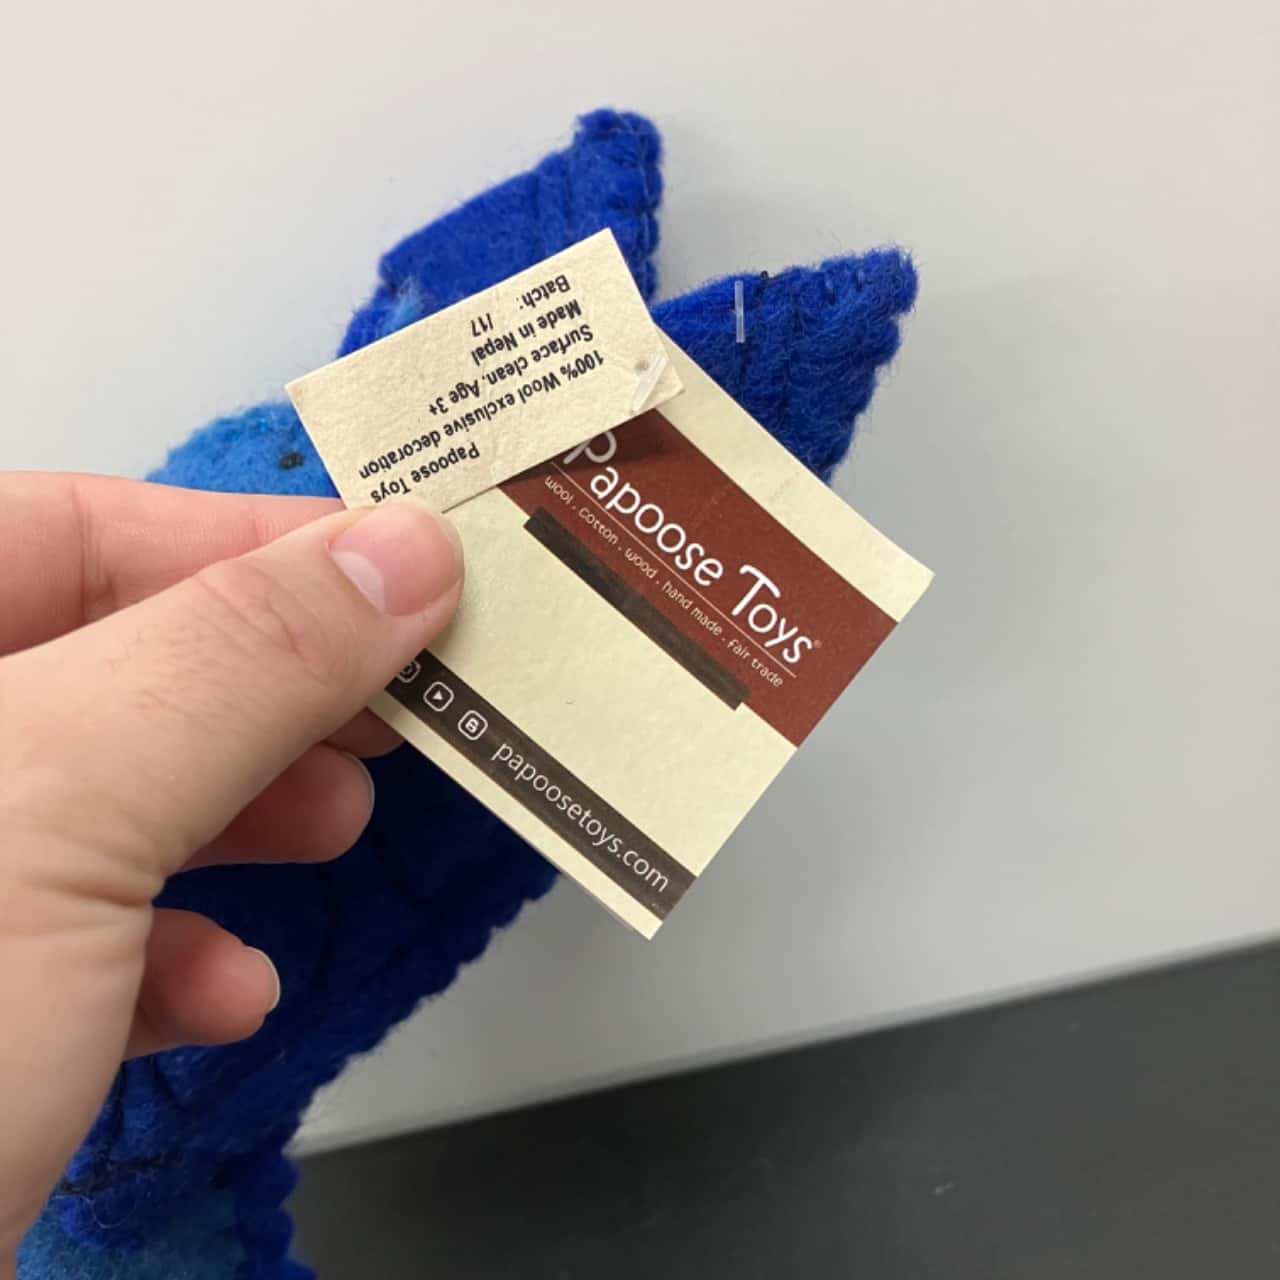 Papoose Toys
100% Wool exclusive decoration
Surface clean. Age 3+
Made in Nepal
Batch: /17
Papoose Toys®
wool . cotton . wood . hand made . fair trade
papoosetoys.com